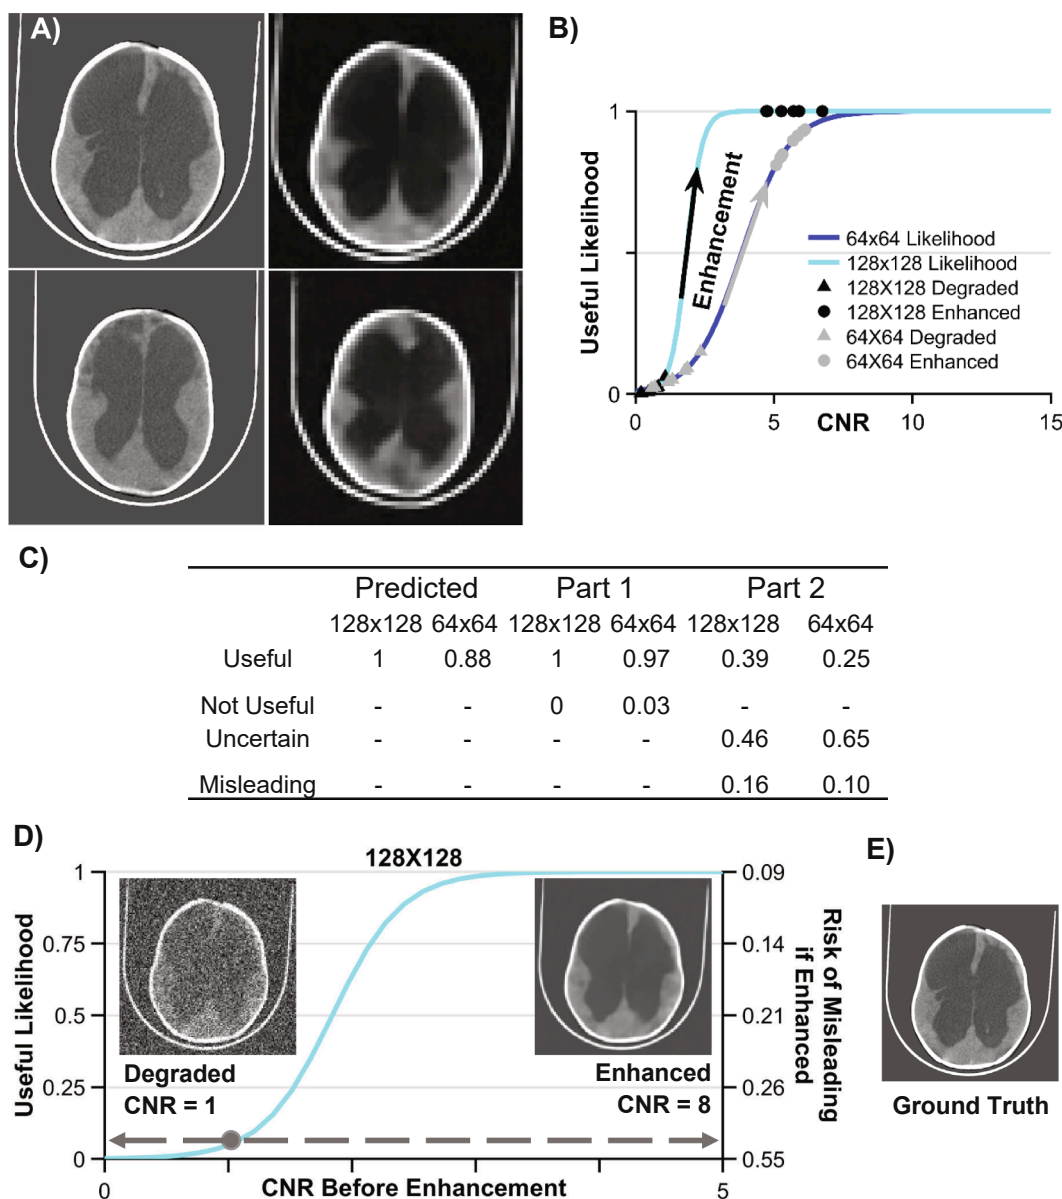 A)
B)
1
0
0
5
10
15
Useful Likelihood
CNR
Enhancement
64x64 Likelihood
128x128 Likelihood
128X128 Degraded
128X128 Enhanced
64X64 Degraded
64X64 Enhanced
C)
Predicted Part 1 Part 2
128x128 64x64 128x128 64x64 128x128 64x64
Useful 1 0.88 1 0.97 0.39 0.25
Not Useful - - 0 0.03 - -
Uncertain - - - - 0.46 0.65
Misleading - - - - 0.16 0.10
D)
128X128
1
0.75
0.5
0.25
0
Useful Likelihood
Degraded
CNR = 1
Enhanced
CNR = 8
0.09
0.14
0.21
0.26
0.55
Risk of Misleading
if Enhanced
0
CNR Before Enhancement
5
E)
Ground Truth